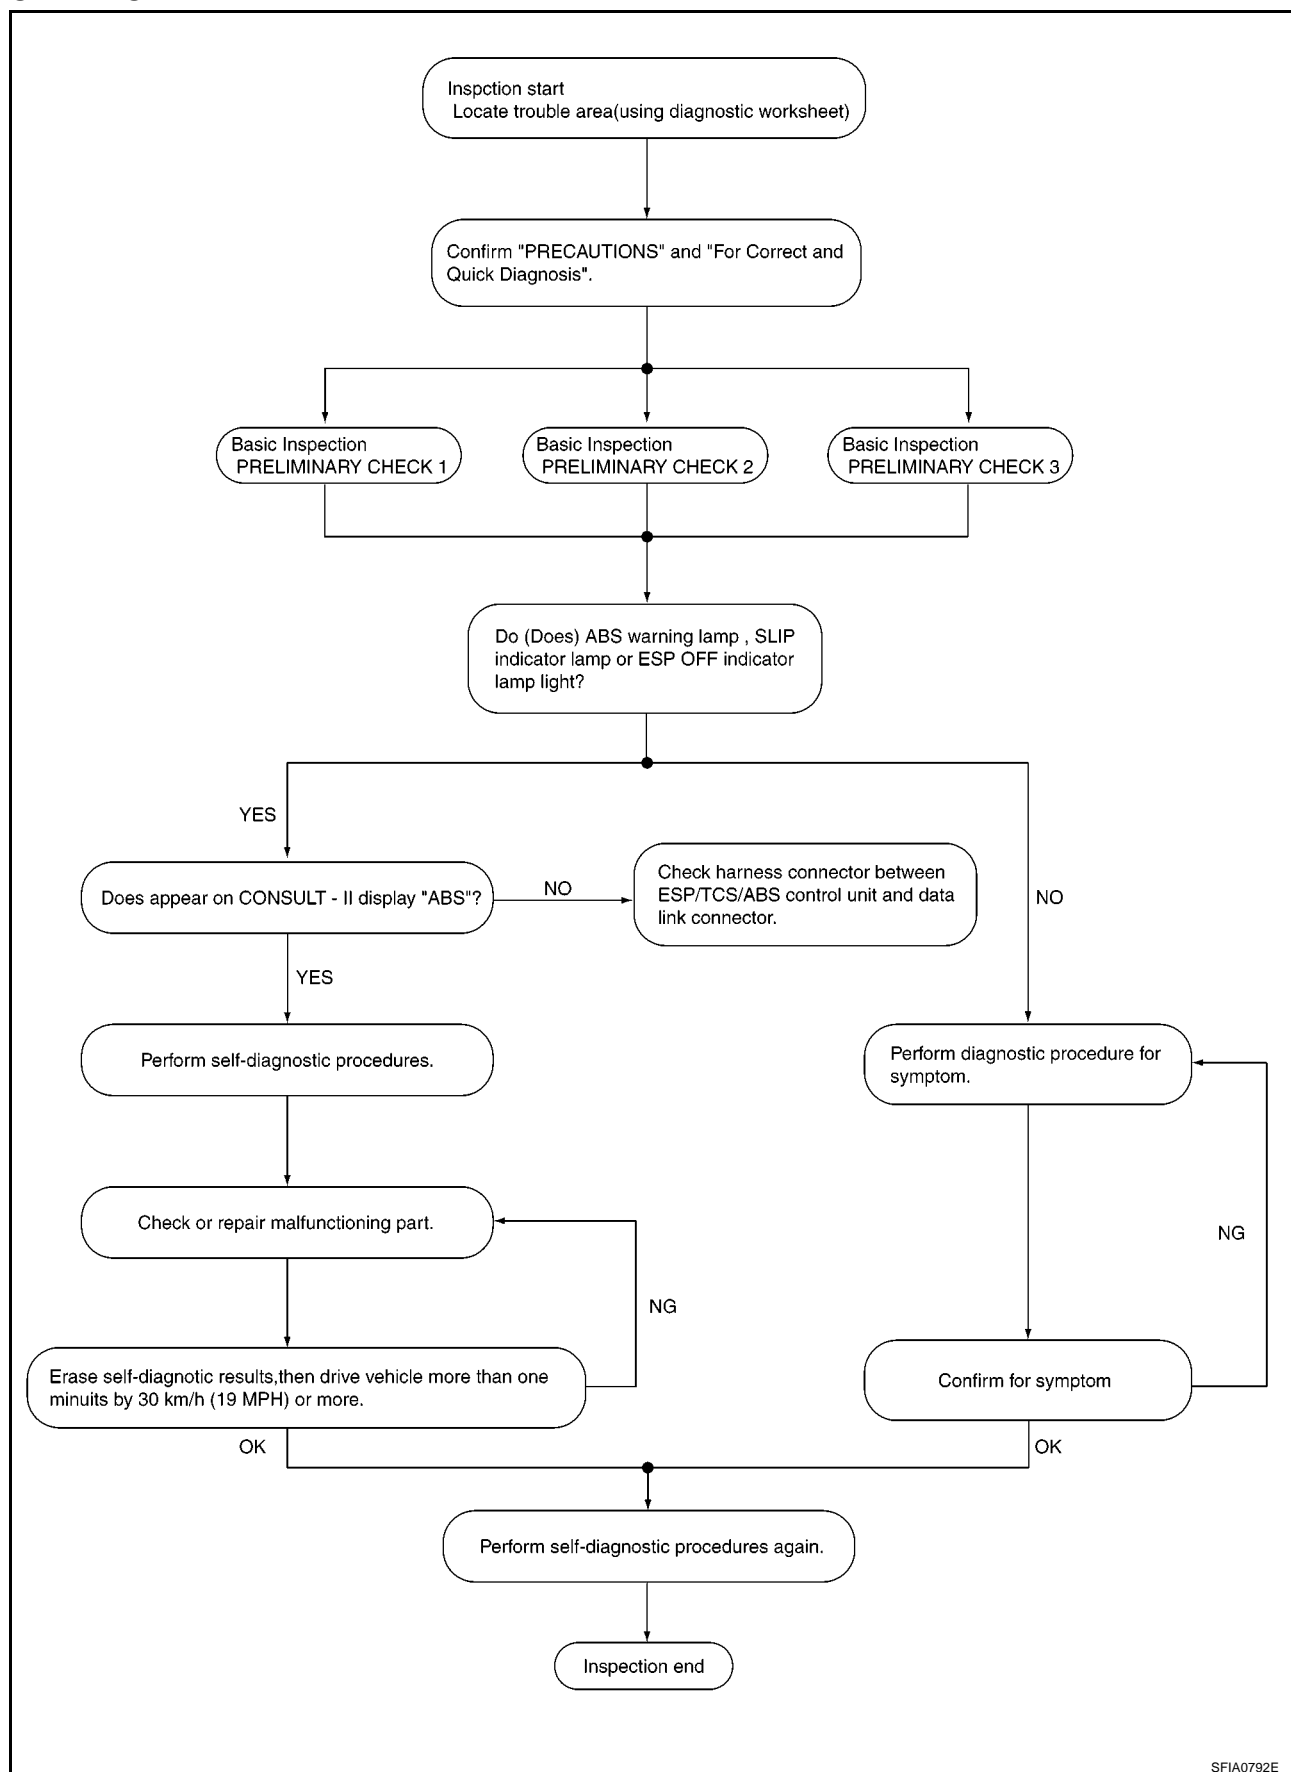 Inspction start
Locate trouble area(using diagnostic worksheet)
Confirm "PRECAUTIONS" and "For Correct and
Quick Diagnosis".
Basic Inspection
PRELIMINARY CHECK 1
Basic Inspection
PRELIMINARY CHECK 2
Basic Inspection
PRELIMINARY CHECK 3
Do (Does) ABS warning lamp , SLIP
indicator lamp or ESP OFF indicator
lamp light?
YES
NO
Does appear on CONSULT - II display "ABS"?
NO
Check harness connector between
ESP/TCS/ABS control unit and data
link connector.
YES
Perform self-diagnostic procedures.
Perform diagnostic procedure for
symptom.
Check or repair malfunctioning part.
NG
NG
Erase self-diagnotic results,then drive vehicle more than one
minuits by 30 km/h (19 MPH) or more.
Confirm for symptom
OK
OK
Perform self-diagnostic procedures again.
Inspection end
SFIA0792E